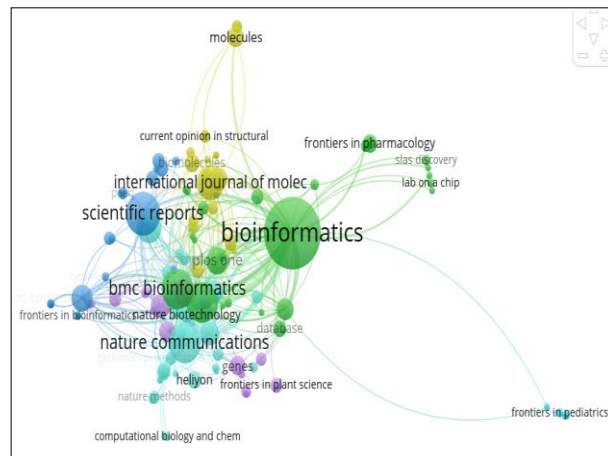 molecules
current opinion in structural
frontiers in pharmacology
biomolecules
slas discovery
international journal of molec
lab on a chip
scientific reports
bioinformatics
plos one
bmc bioinformatics
frontiers in bioinformatics
nature biotechnology
database
nature communications
genes
heliyon
frontiers in plant science
nature methods
frontiers in pediatrics
computational biology and chem